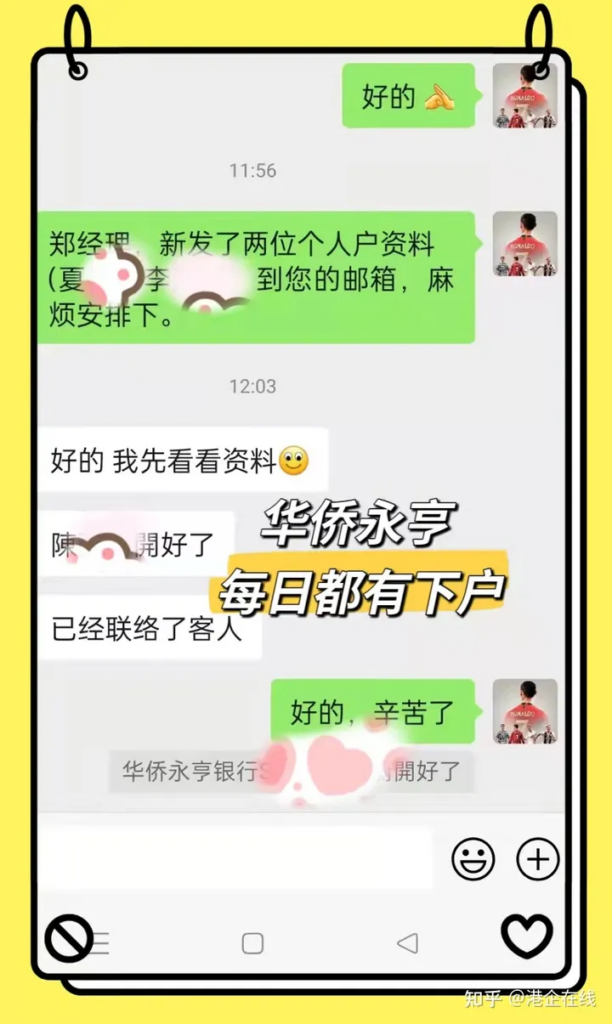 好的
11:56
郑经理，新发了两位个人户资料
(夏 李 到您的邮箱，麻
烦安排下。
12:03
好的 我先看看资料
华侨永亨
陳 開好了
每日都有下户
已经联络了客人
好的，辛苦了
华侨永亨银行 開好了
知乎 @港企在线